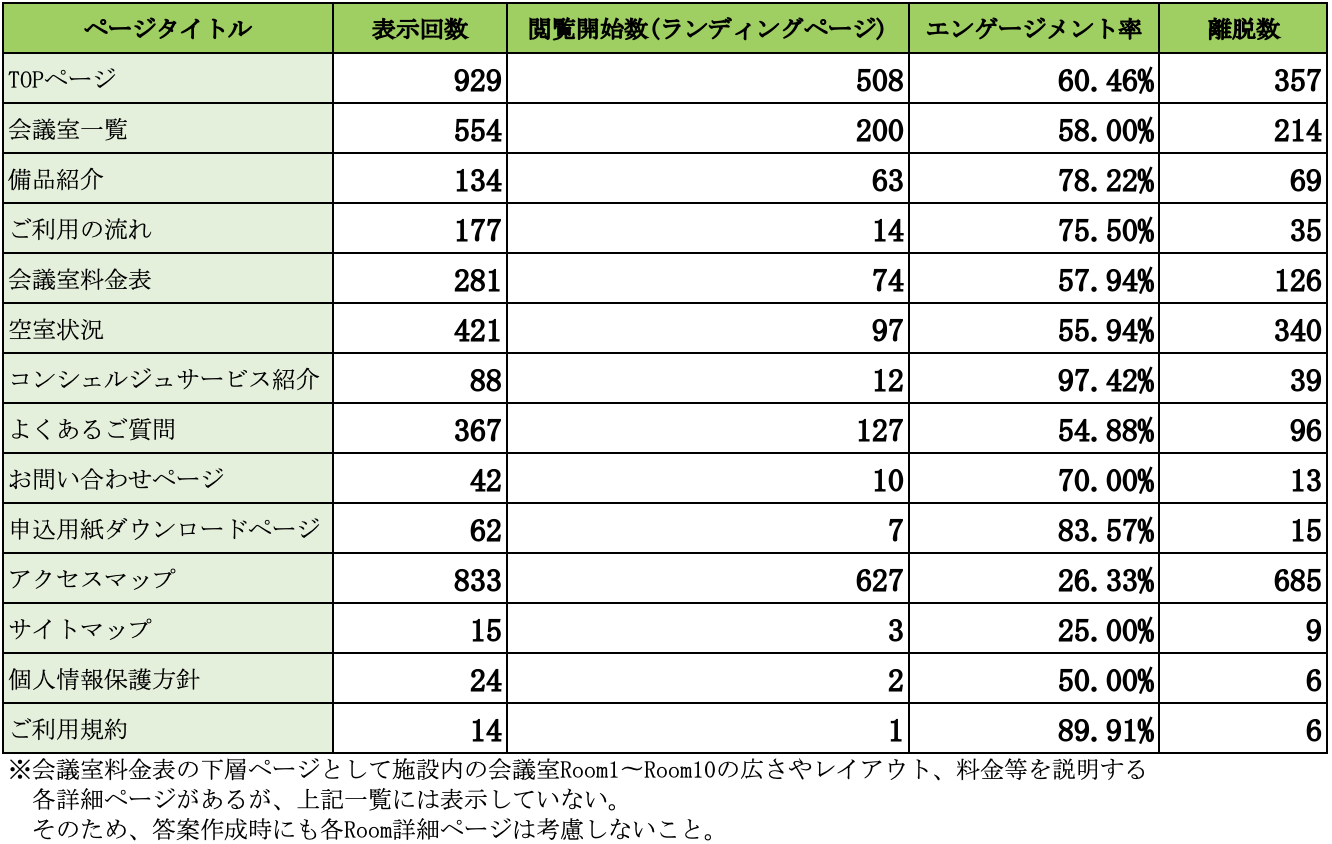 ページタイトル 表示回数 閲覧開始数(ランディングページ) エンゲージメント率 離脱数
TOPページ 929 508 60.46% 357
会議室一覧 554 200 58.00% 214
備品紹介 134 63 78.22% 69
ご利用の流れ 177 14 75.50% 35
会議室料金表 281 74 57.94% 126
空室状況 421 97 55.94% 340
コンシェルジュサービス紹介 88 12 97.42% 39
よくあるご質問 367 127 54.88% 96
お問い合わせページ 42 10 70.00% 13
申込用紙ダウンロードページ 62 7 83.57% 15
アクセスマップ 833 627 26.33% 685
サイトマップ 15 3 25.00% 9
個人情報保護方針 24 2 50.00% 6
ご利用規約 14 1 89.91% 6
※会議室料金表の下層ページとして施設内の会議室Room1～Room10の広さやレイアウト、料金等を説明する
各詳細ページがあるが、上記一覧には表示していない。
そのため、答案作成時にも各Room詳細ページは考慮しないこと。